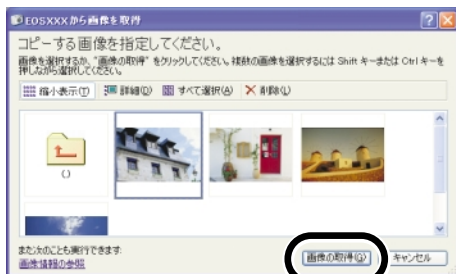 EOSXXXから画像を取得
コピーする画像を指定してください。
画像を選択するか、"画像の取得" をクリックしてください。複数の画像を選択するには Shift キーまたは Ctrl キーを
押しながら選択してください。
縮小表示(T) 詳細(D) すべて選択(A) 削除(L)
()
また次のことも実行できます:
画像情報の参照
画像の取得(G) キャンセル